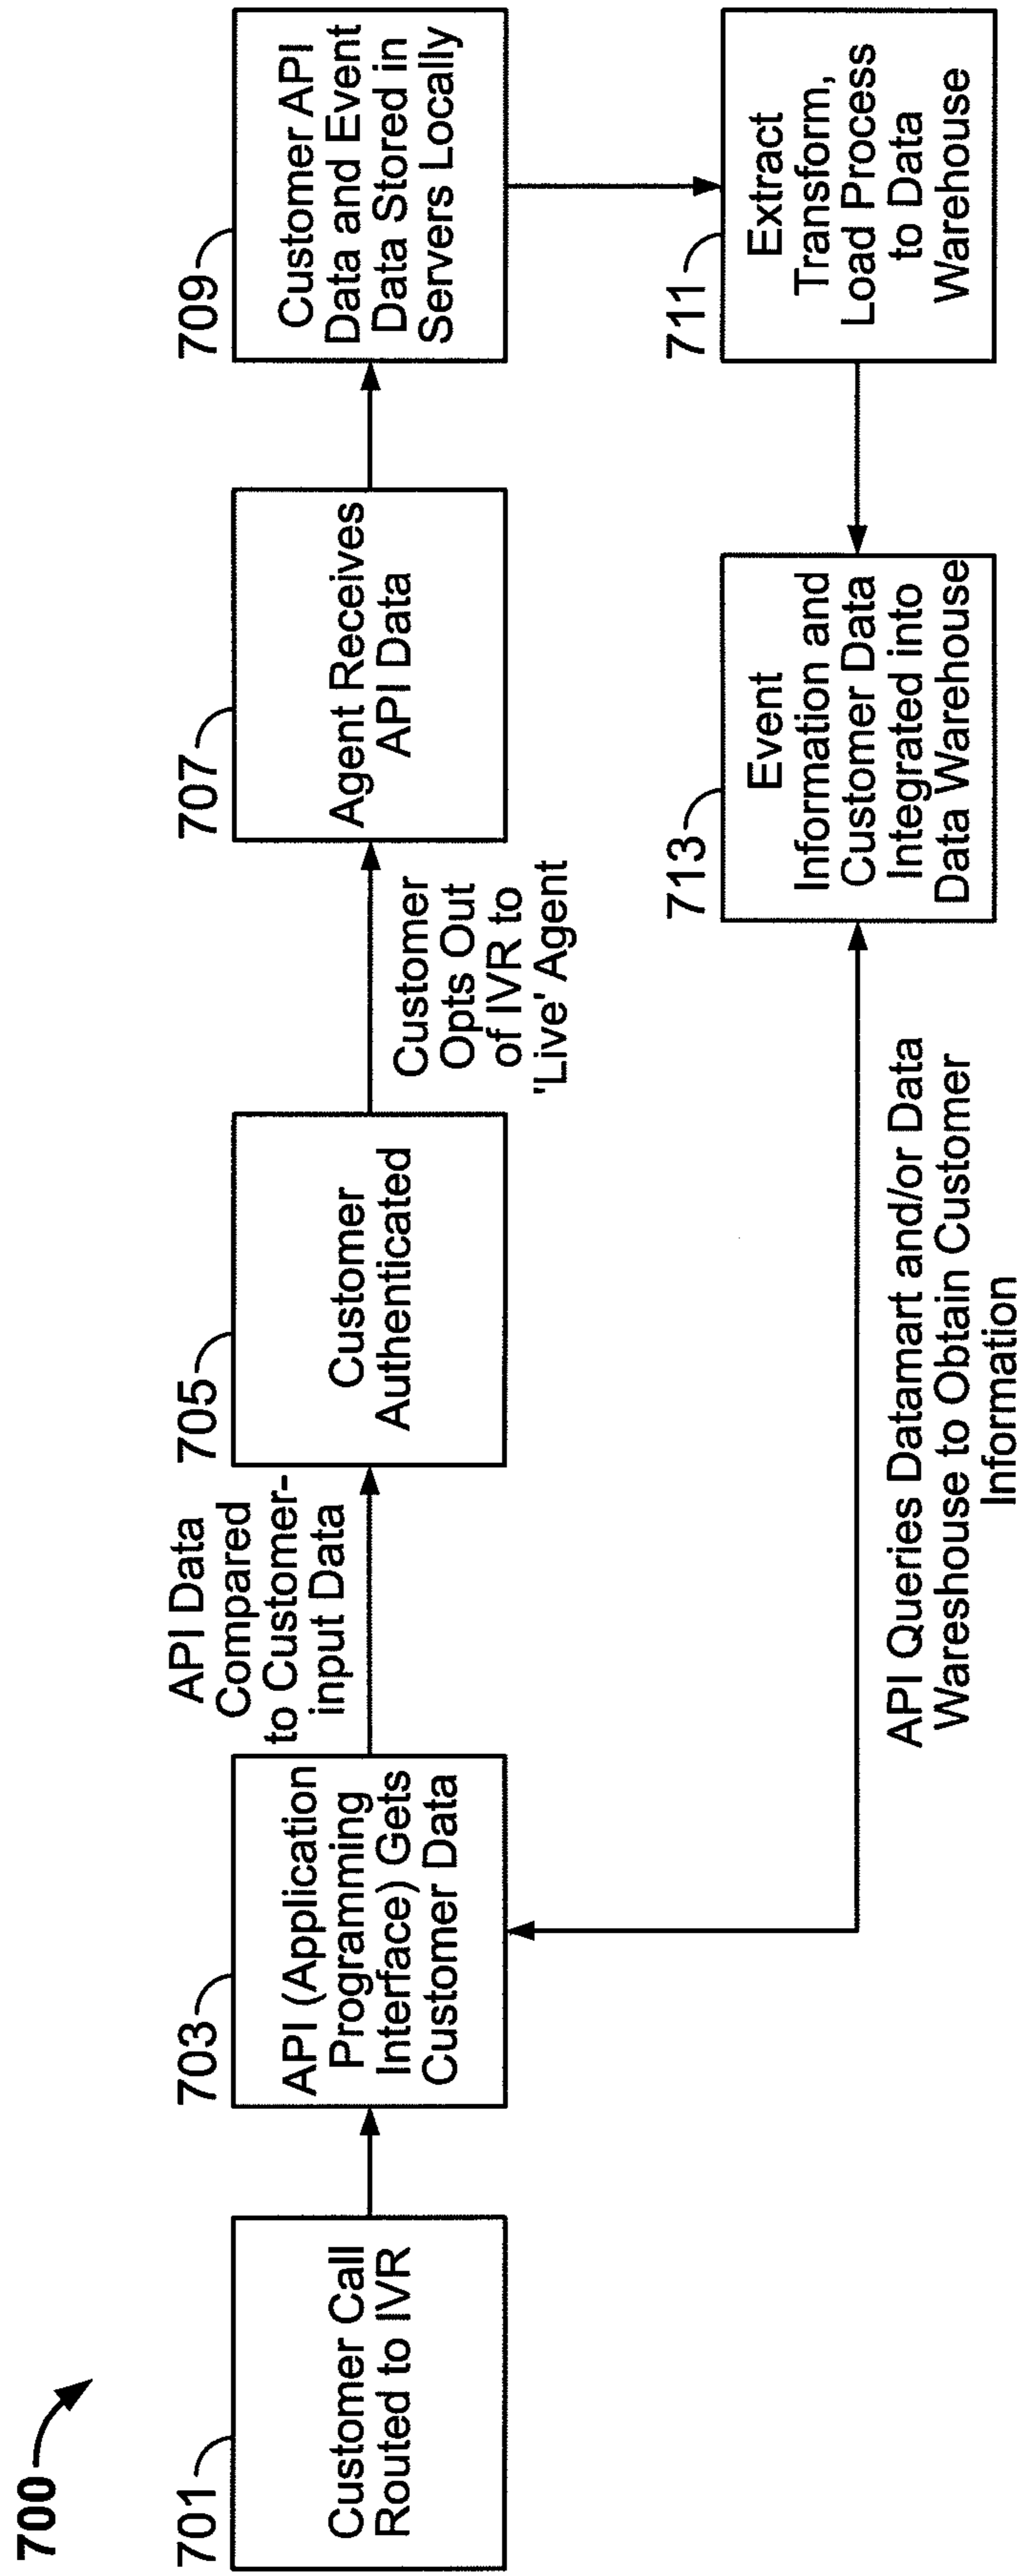 700
701
Customer Call
Routed to IVR
703
API (Application
Programming
Interface) Gets
Customer Data
API Data
Compared
to Customer-
input Data
705
Customer
Authenticated
Customer
Opts Out
of IVR to
'Live' Agent
707
Agent Receives
API Data
709
Customer API
Data and Event
Data Stored in
Servers Locally
711
Extract
Transform,
Load Process
to Data
Warehouse
713
Event
Information and
Customer Data
Integrated into
Data Warehouse
API Queries Datamart and/or Data
Wareshouse to Obtain Customer
Information